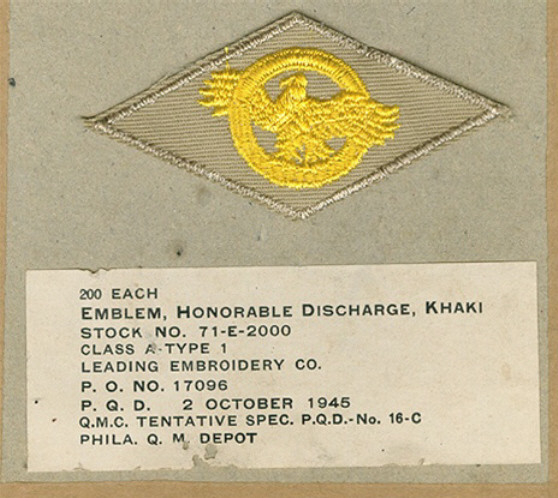 200 EACH
EMBLEM, HONORABLE DISCHARGE, KHAKI
STOCK NO. 71-E-2000
CLASS A-TYPE 1
LEADING EMBROIDERY CO.
P. O. NO. 17096
P. Q. D. 2 OCTOBER 1945
Q.M.C. TENTATIVE SPEC. P.Q.D.-No. 16-C
PHILA. Q. M. DEPOT